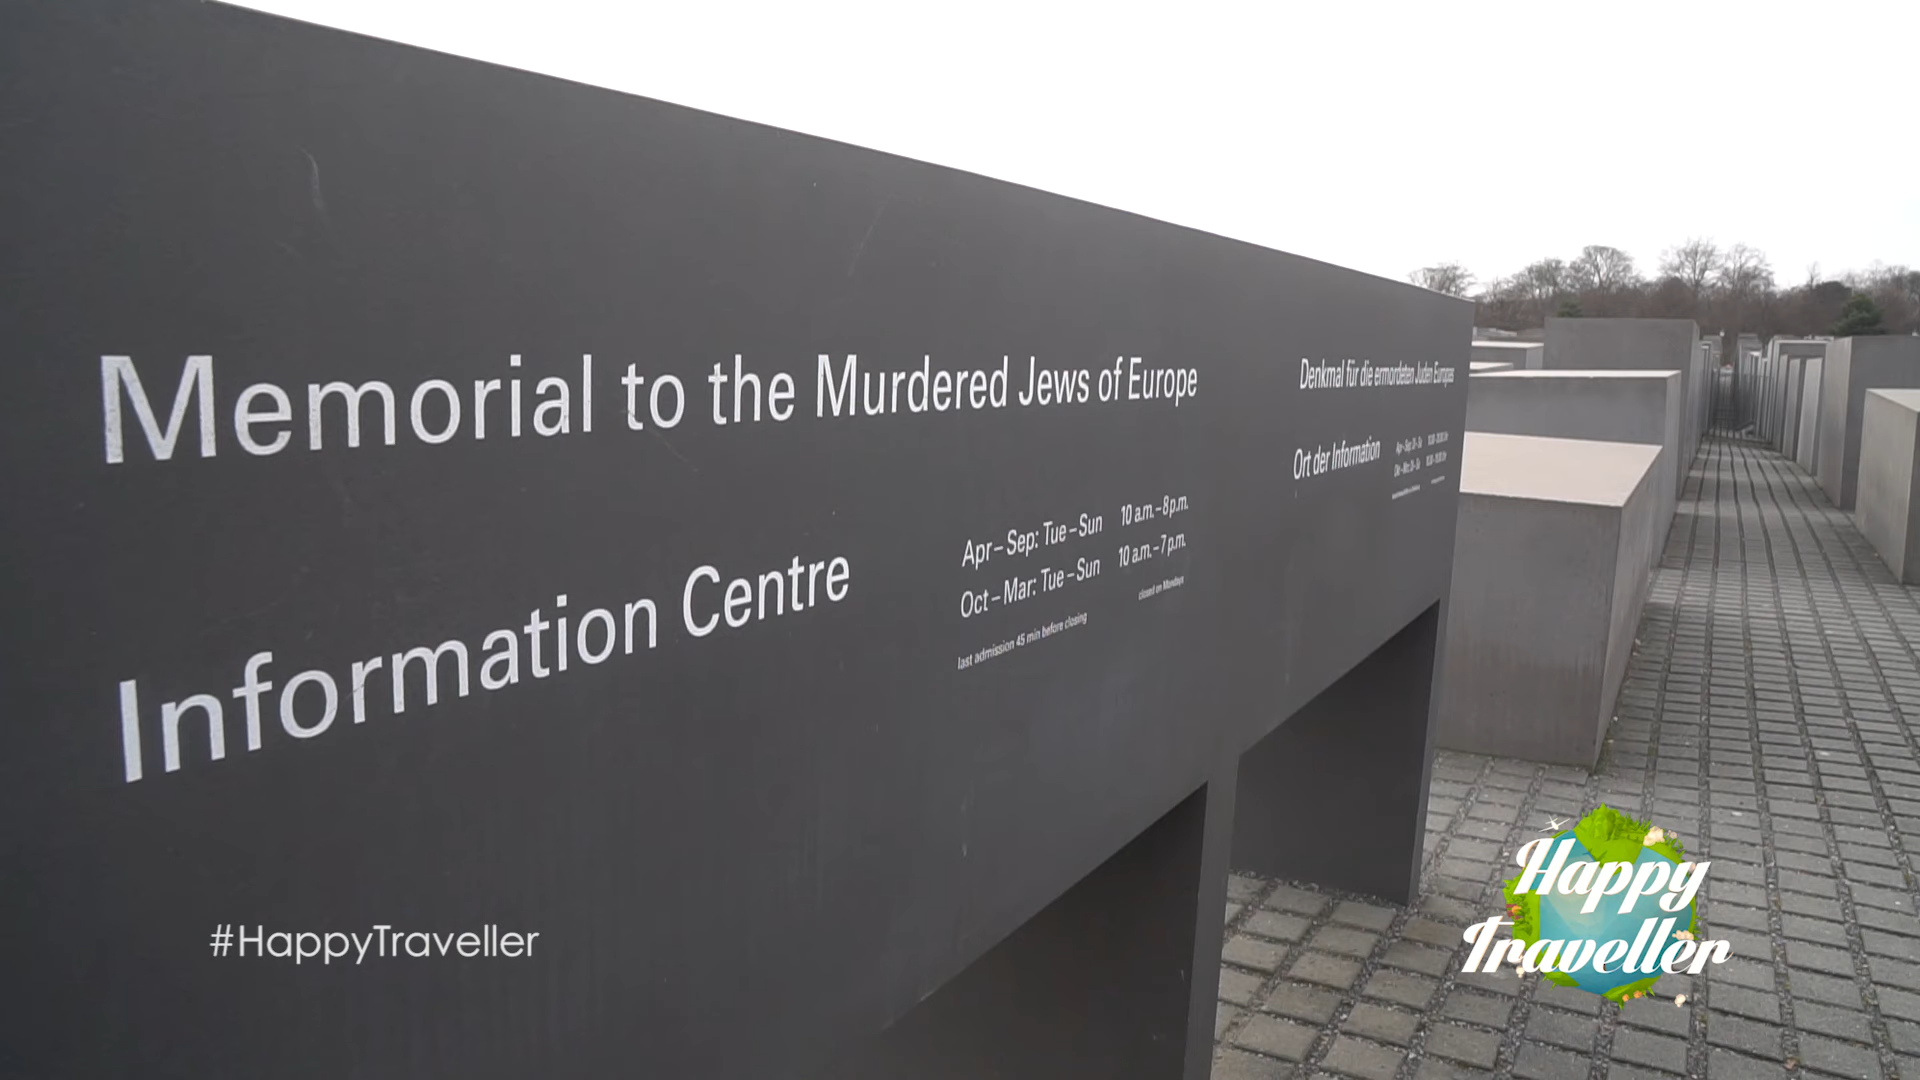 Memorial to the Murdered Jews of Europe
Information Centre
Apr – Sep: Tue – Sun 10 a.m. – 8 p.m.
Oct – Mar: Tue – Sun 10 a.m. – 7 p.m.
last admission 45 min before closing closed on Mondays
Denkmal für die ermordeten Juden Europas
Ort der Information
#HappyTraveller
Happy
Traveller